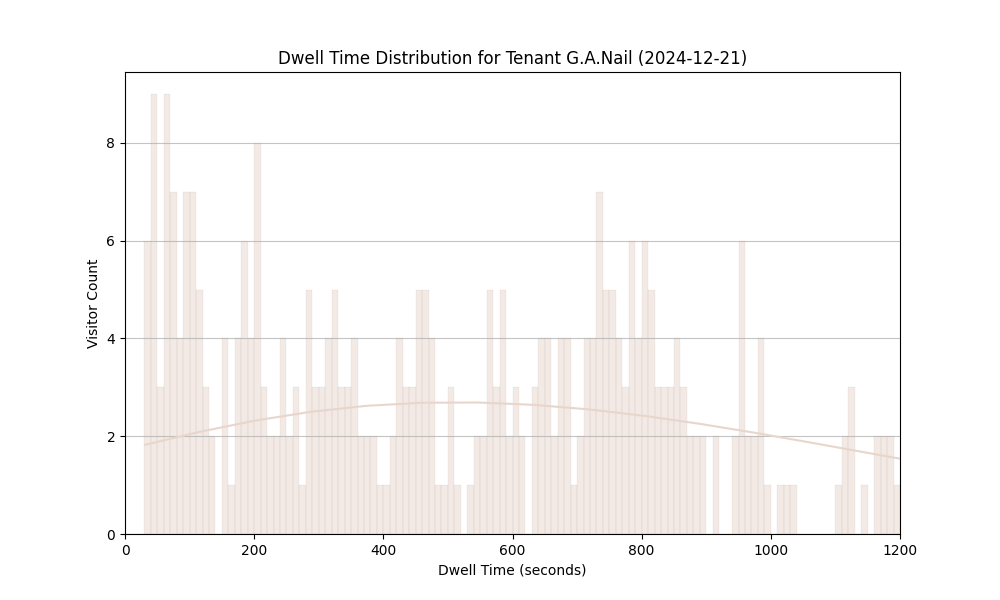 Dwell Time Distribution for Tenant G.A.Nail (2024-12-21)
Visitor Count
8
6
4
2
0
0 200 400 600 800 1000 1200
Dwell Time (seconds)